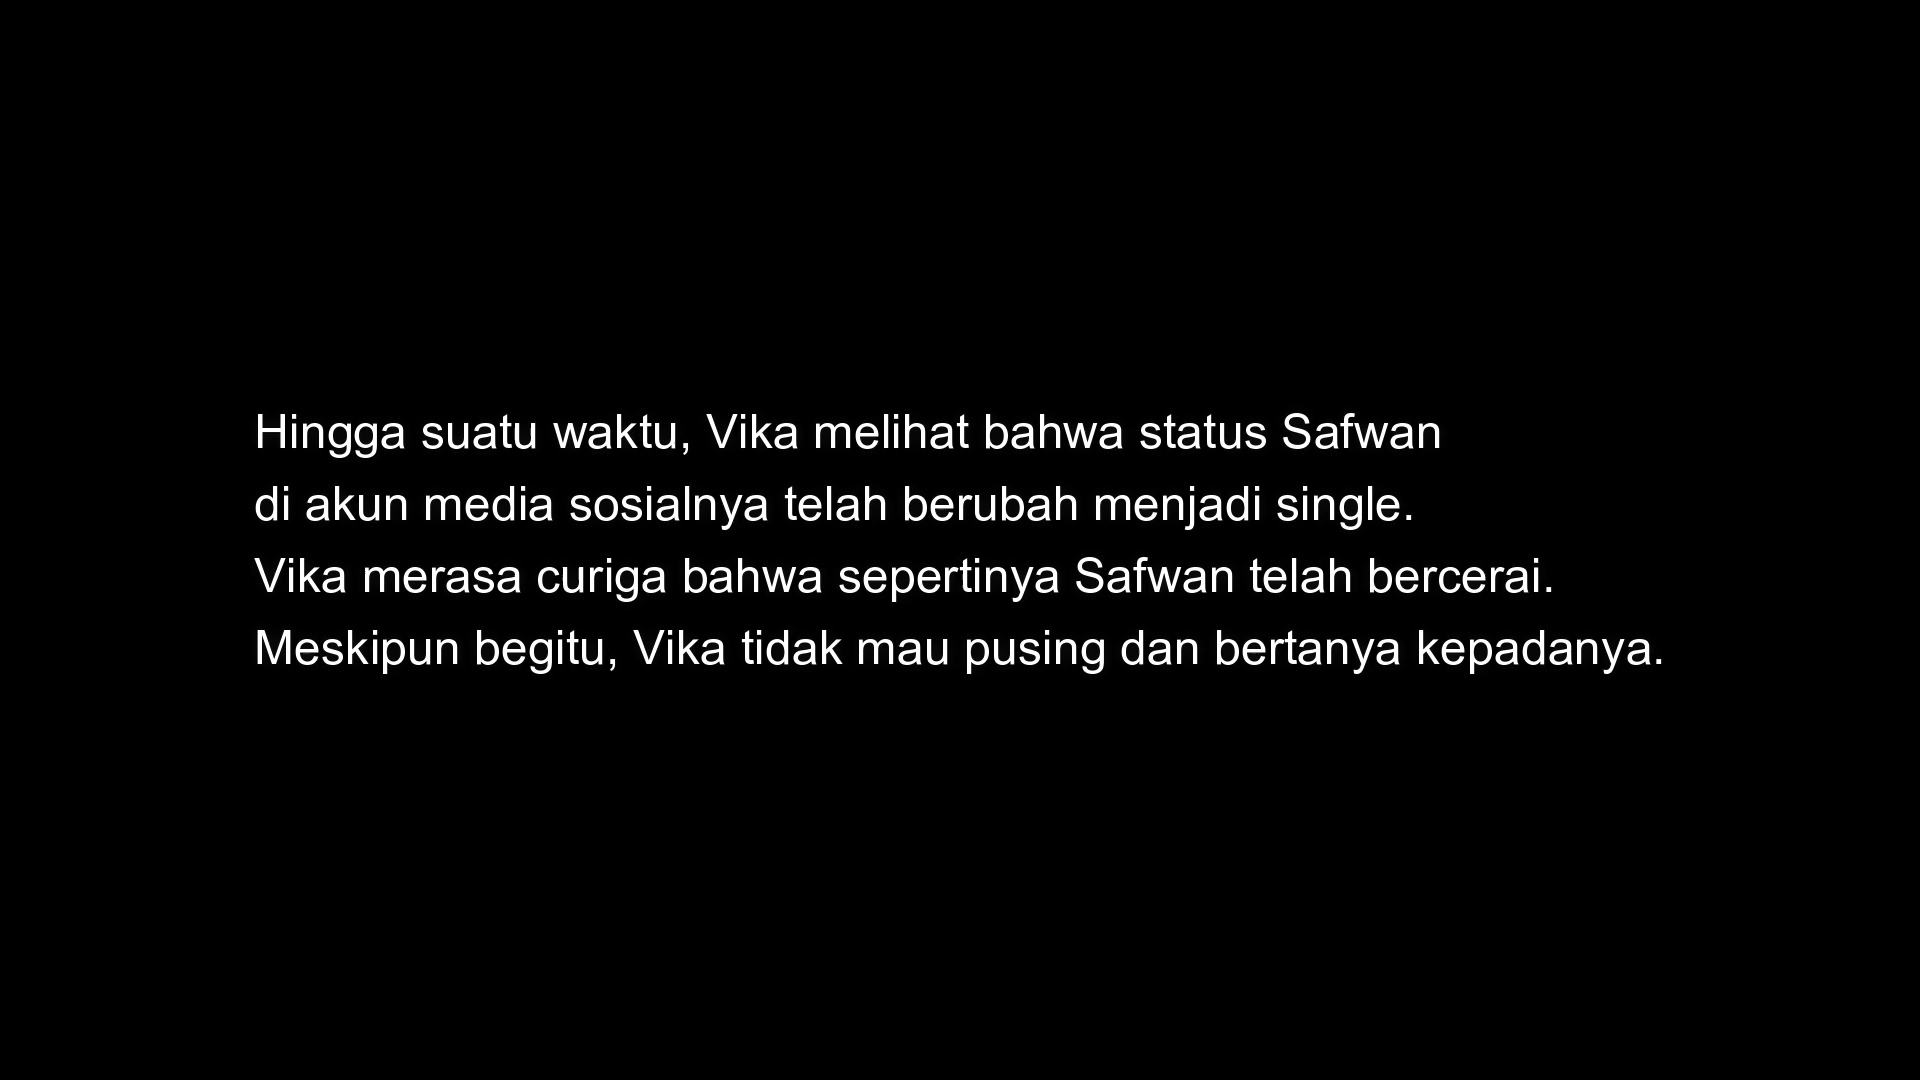 Hingga suatu waktu, Vika melihat bahwa status Safwan
di akun media sosialnya telah berubah menjadi single.
Vika merasa curiga bahwa sepertinya Safwan telah bercerai.
Meskipun begitu, Vika tidak mau pusing dan bertanya kepadanya.